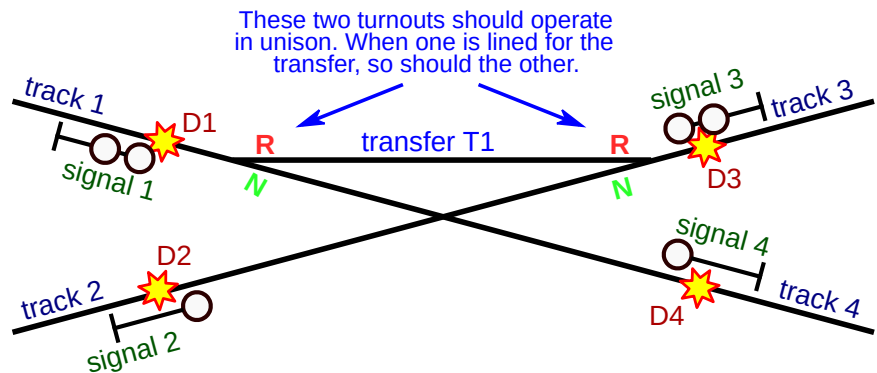 These two turnouts should operate
in unison. When one is lined for the
transfer, so should the other.
track 1
signal 3
track 3
D1
R
transfer T1
R
signal 1
N
N
D3
D2
signal 4
track 2
D4
track 4
signal 2